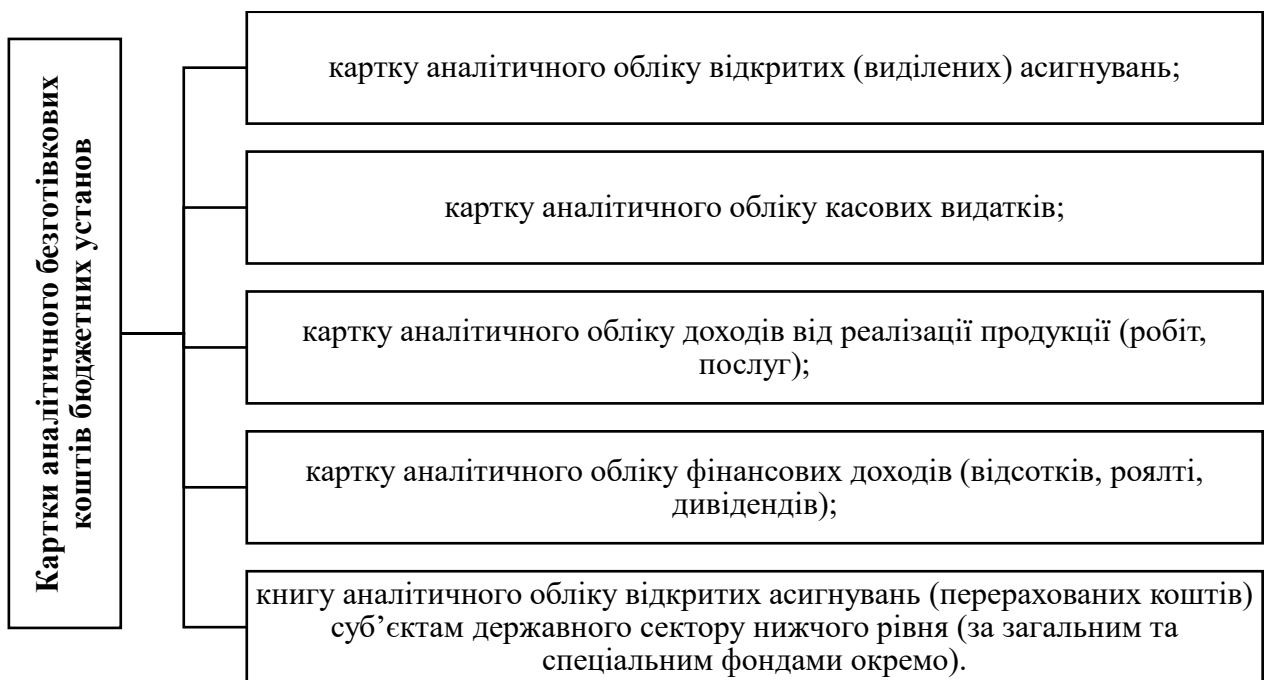 Картки аналітичного безготівкових
коштів бюджетних установ
картку аналітичного обліку відкритих (виділених) асигнувань;
картку аналітичного обліку касових видатків;
картку аналітичного обліку доходів від реалізації продукції (робіт,
послуг);
картку аналітичного обліку фінансових доходів (відсотків, роялті,
дивідендів);
книгу аналітичного обліку відкритих асигнувань (перерахованих коштів)
суб’єктам державного сектору нижчого рівня (за загальним та
спеціальним фондами окремо).